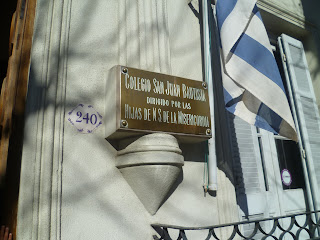 COLEGIO SAN JUAN BAUTISTA
DIRIGIDO POR LAS
HIJAS DE N S DE LA MISERICORDIA
240